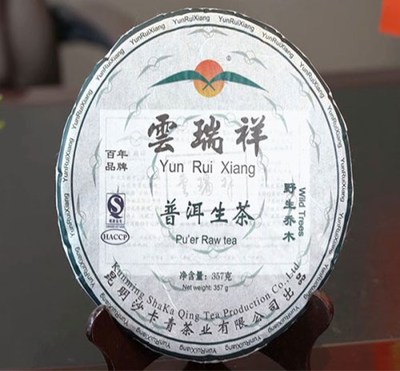 雲瑞祥
Yun Rui Xiang
百年
品牌
HACCP
普洱生茶
Pu'er Raw tea
野生乔木
Wild Trees
净含量: 357克
Net weight: 357 g
Kunming ShaKa Qing Tea Production Co.,Ltd.
昆明沙卡青茶业有限公司出品
YunRuiXiang